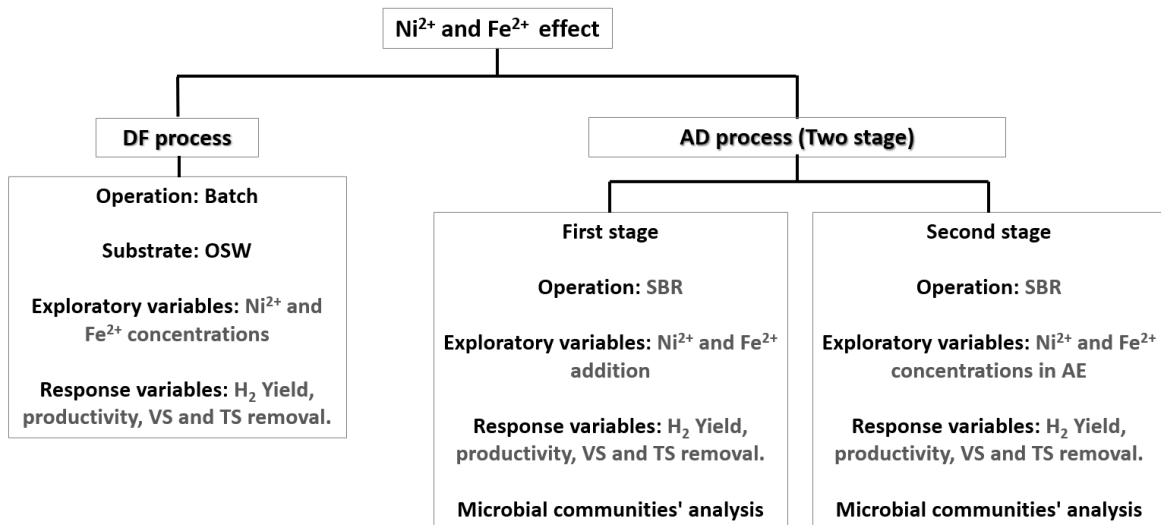 Ni²⁺ and Fe²⁺ effect
DF process
Operation: Batch
Substrate: OSW
Exploratory variables: Ni²⁺ and
Fe²⁺ concentrations
Response variables: H₂ Yield,
productivity, VS and TS removal.
AD process (Two stage)
First stage
Operation: SBR
Exploratory variables: Ni²⁺ and Fe²⁺
addition
Response variables: H₂ Yield,
productivity, VS and TS removal.
Microbial communities' analysis
Second stage
Operation: SBR
Exploratory variables: Ni²⁺ and Fe²⁺
concentrations in AE
Response variables: H₂ Yield,
productivity, VS and TS removal.
Microbial communities' analysis